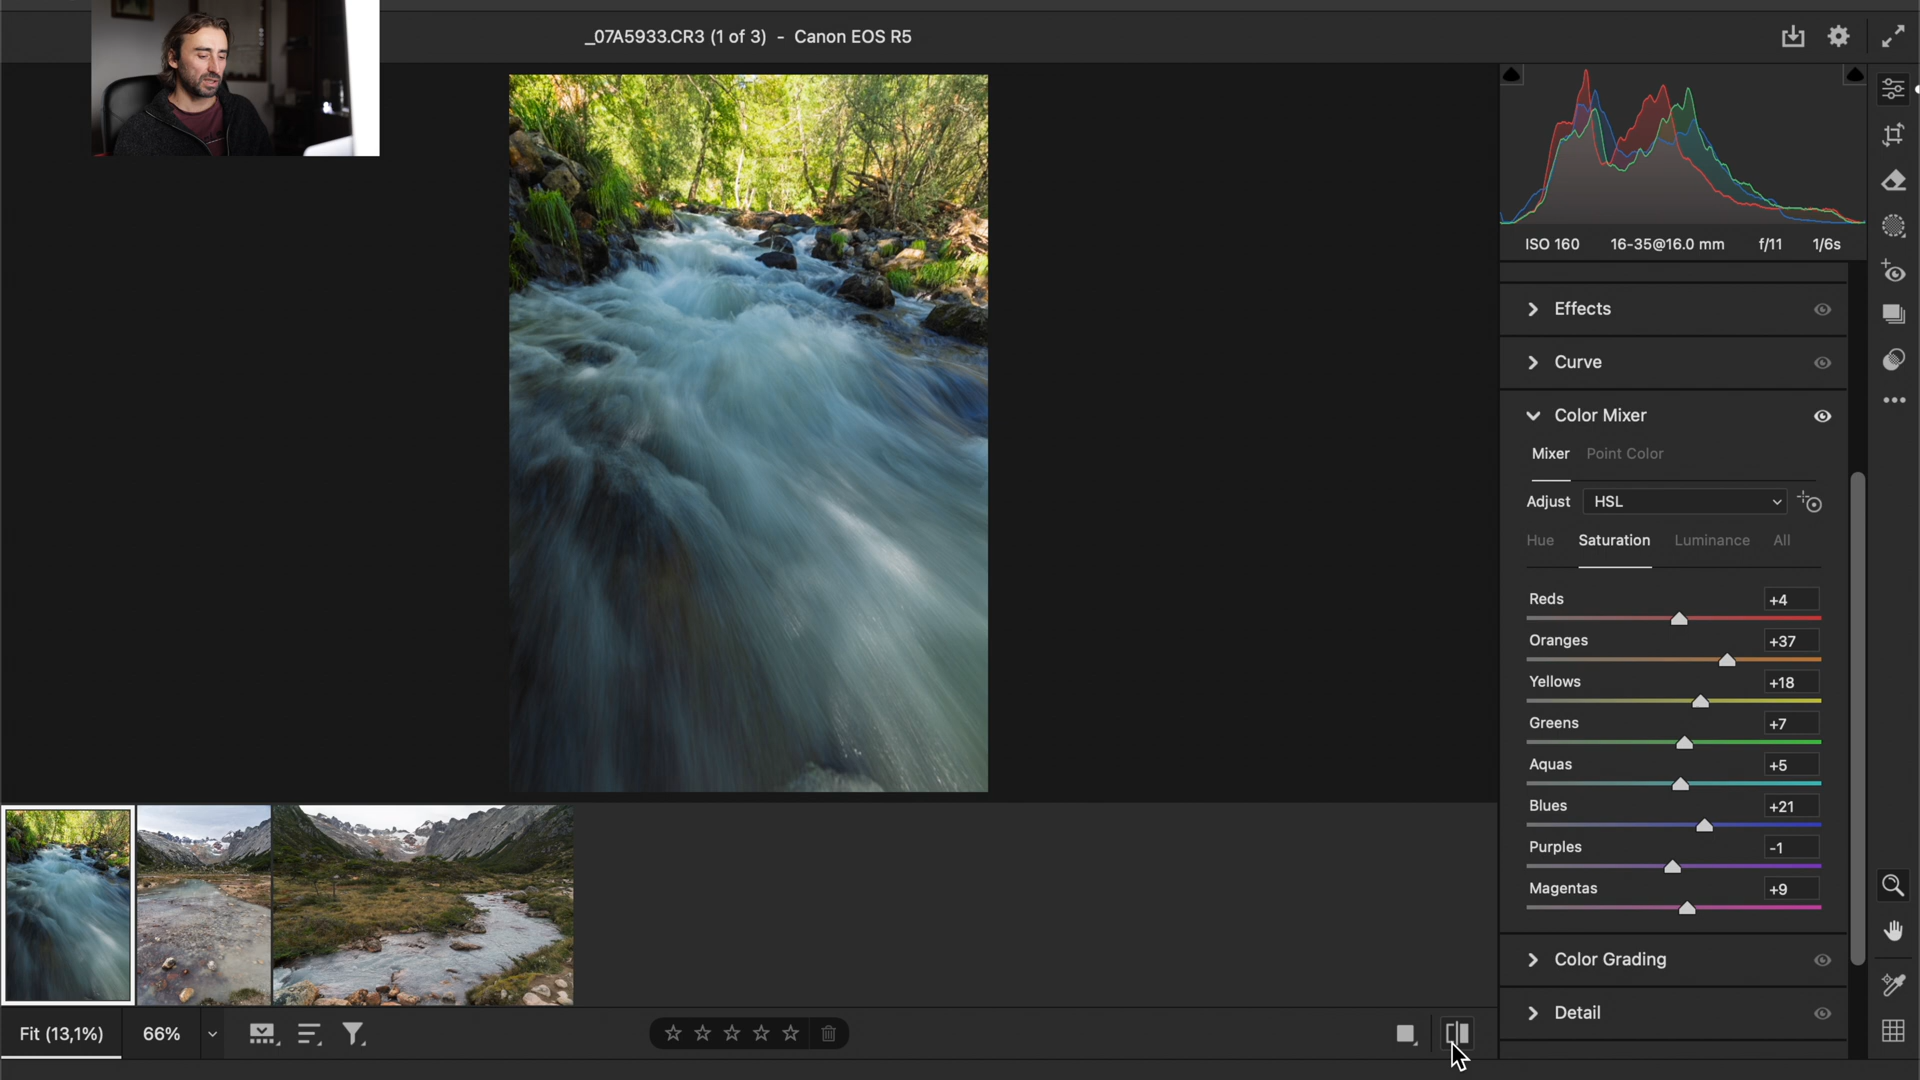 _07A5933.CR3 (1 of 3)  -  Canon EOS R5
ISO 160 16-35@16.0 mm f/11 1/6s
Effects
Curve
Color Mixer
Mixer Point Color
Adjust HSL
Hue Saturation Luminance All
Reds +4
Oranges +37
Yellows +18
Greens +7
Aquas +5
Blues +21
Purples -1
Magentas +9
Color Grading
Detail
Fit (13,1%) 66%